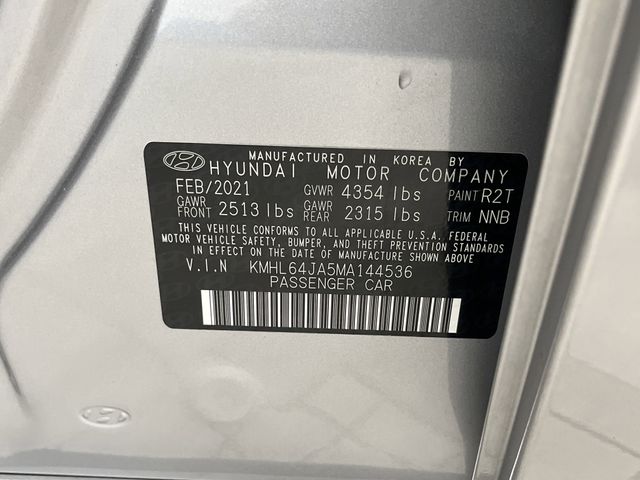 MANUFACTURED IN KOREA BY
HYUNDAI MOTOR COMPANY
FEB/2021 GVWR 4354 lbs PAINT R2T
GAWR FRONT 2513 lbs GAWR REAR 2315 lbs TRIM NNB
THIS VEHICLE CONFORMS TO ALL APPLICABLE U.S.A. FEDERAL
MOTOR VEHICLE SAFETY, BUMPER, AND THEFT PREVENTION STANDARDS
IN EFFECT ON THE DATE OF MANUFACTURE SHOWN ABOVE
V.I.N KMHL64JA5MA144536
PASSENGER CAR